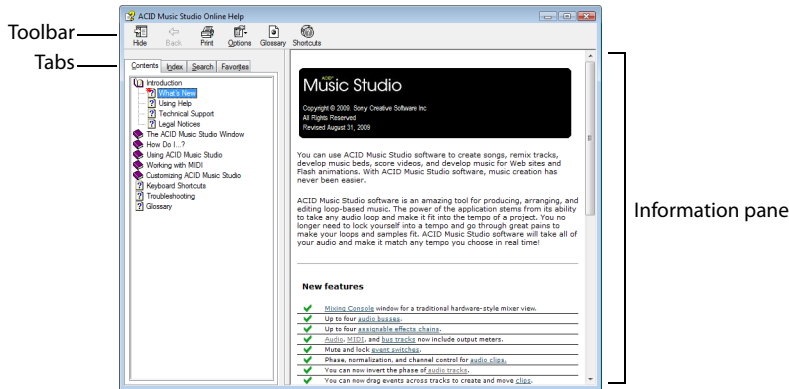 ACID Music Studio Online Help
Toolbar
Hide Back Print Options Glossary Shortcuts
Tabs
Contents Index Search Favorites
Introduction
What's New
Using Help
Technical Support
Legal Notices
The ACID Music Studio Window
How Do I...?
Using ACID Music Studio
Working with MIDI
Customizing ACID Music Studio
Keyboard Shortcuts
Troubleshooting
Glossary
ACID
Music Studio
Copyright © 2009. Sony Creative Software Inc
All Rights Reserved
Revised August 31, 2009
You can use ACID Music Studio software to create songs, remix tracks,
develop music beds, score videos, and develop music for Web sites and
Flash animations. With ACID Music Studio software, music creation has
never been easier.
ACID Music Studio software is an amazing tool for producing, arranging, and
editing loop-based music. The power of the application stems from its ability
to take any audio loop and make it fit into the tempo of a project. You no
longer need to lock yourself into a tempo and go through great pains to
make your loops and samples fit. ACID Music Studio software will take all of
your audio and make it match any tempo you choose in real time!
New features
Mixing Console window for a traditional hardware-style mixer view.
Up to four audio busses.
Up to four assignable effects chains.
Audio, MIDI, and bus tracks now include output meters.
Mute and lock event switches.
Phase, normalization, and channel control for audio clips.
You can now invert the phase of audio tracks.
You can now drag events across tracks to create and move clips.
Information pane